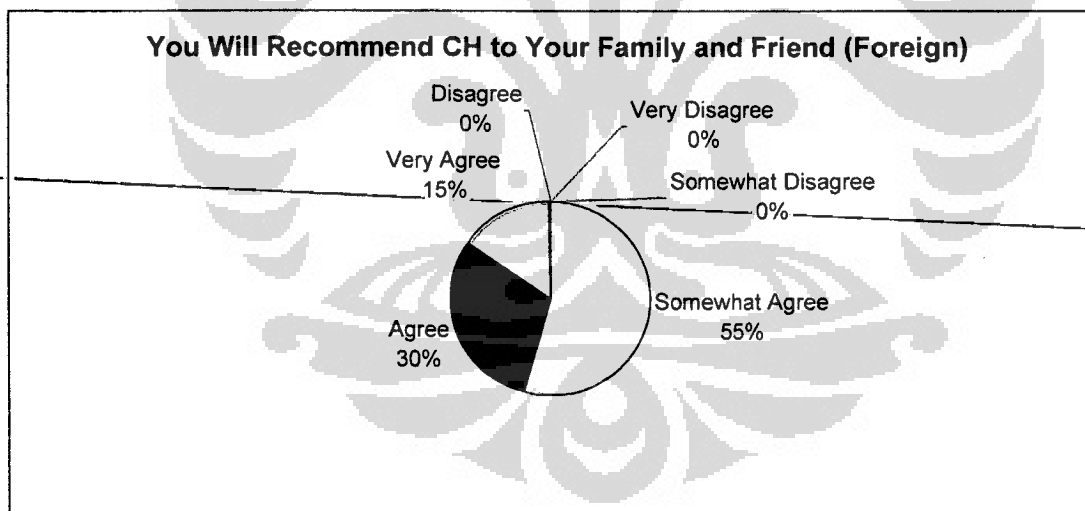 You Will Recommend CH to Your Family and Friend (Foreign)
Disagree
0%
Very Disagree
0%
Very Agree
15%
Somewhat Disagree
0%
Somewhat Agree
55%
Agree
30%